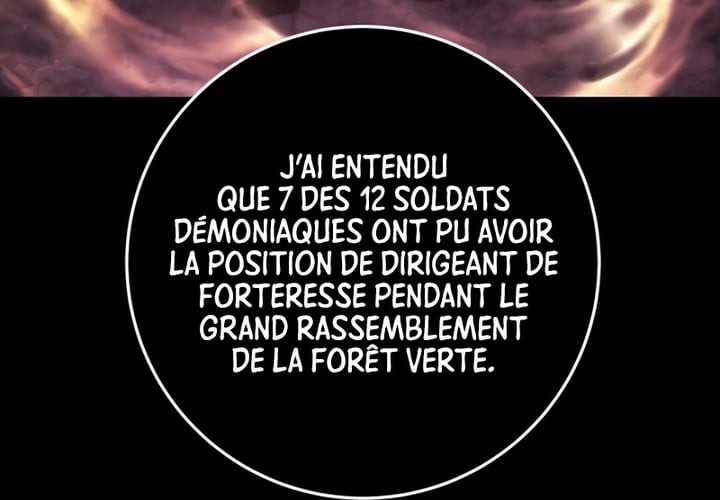 J'AI ENTENDU
QUE 7 DES 12 SOLDATS
DÉMONIAQUES ONT PU AVOIR
LA POSITION DE DIRIGEANT DE
FORTERESSE PENDANT LE
GRAND RASSEMBLEMENT
DE LA FORÊT VERTE.